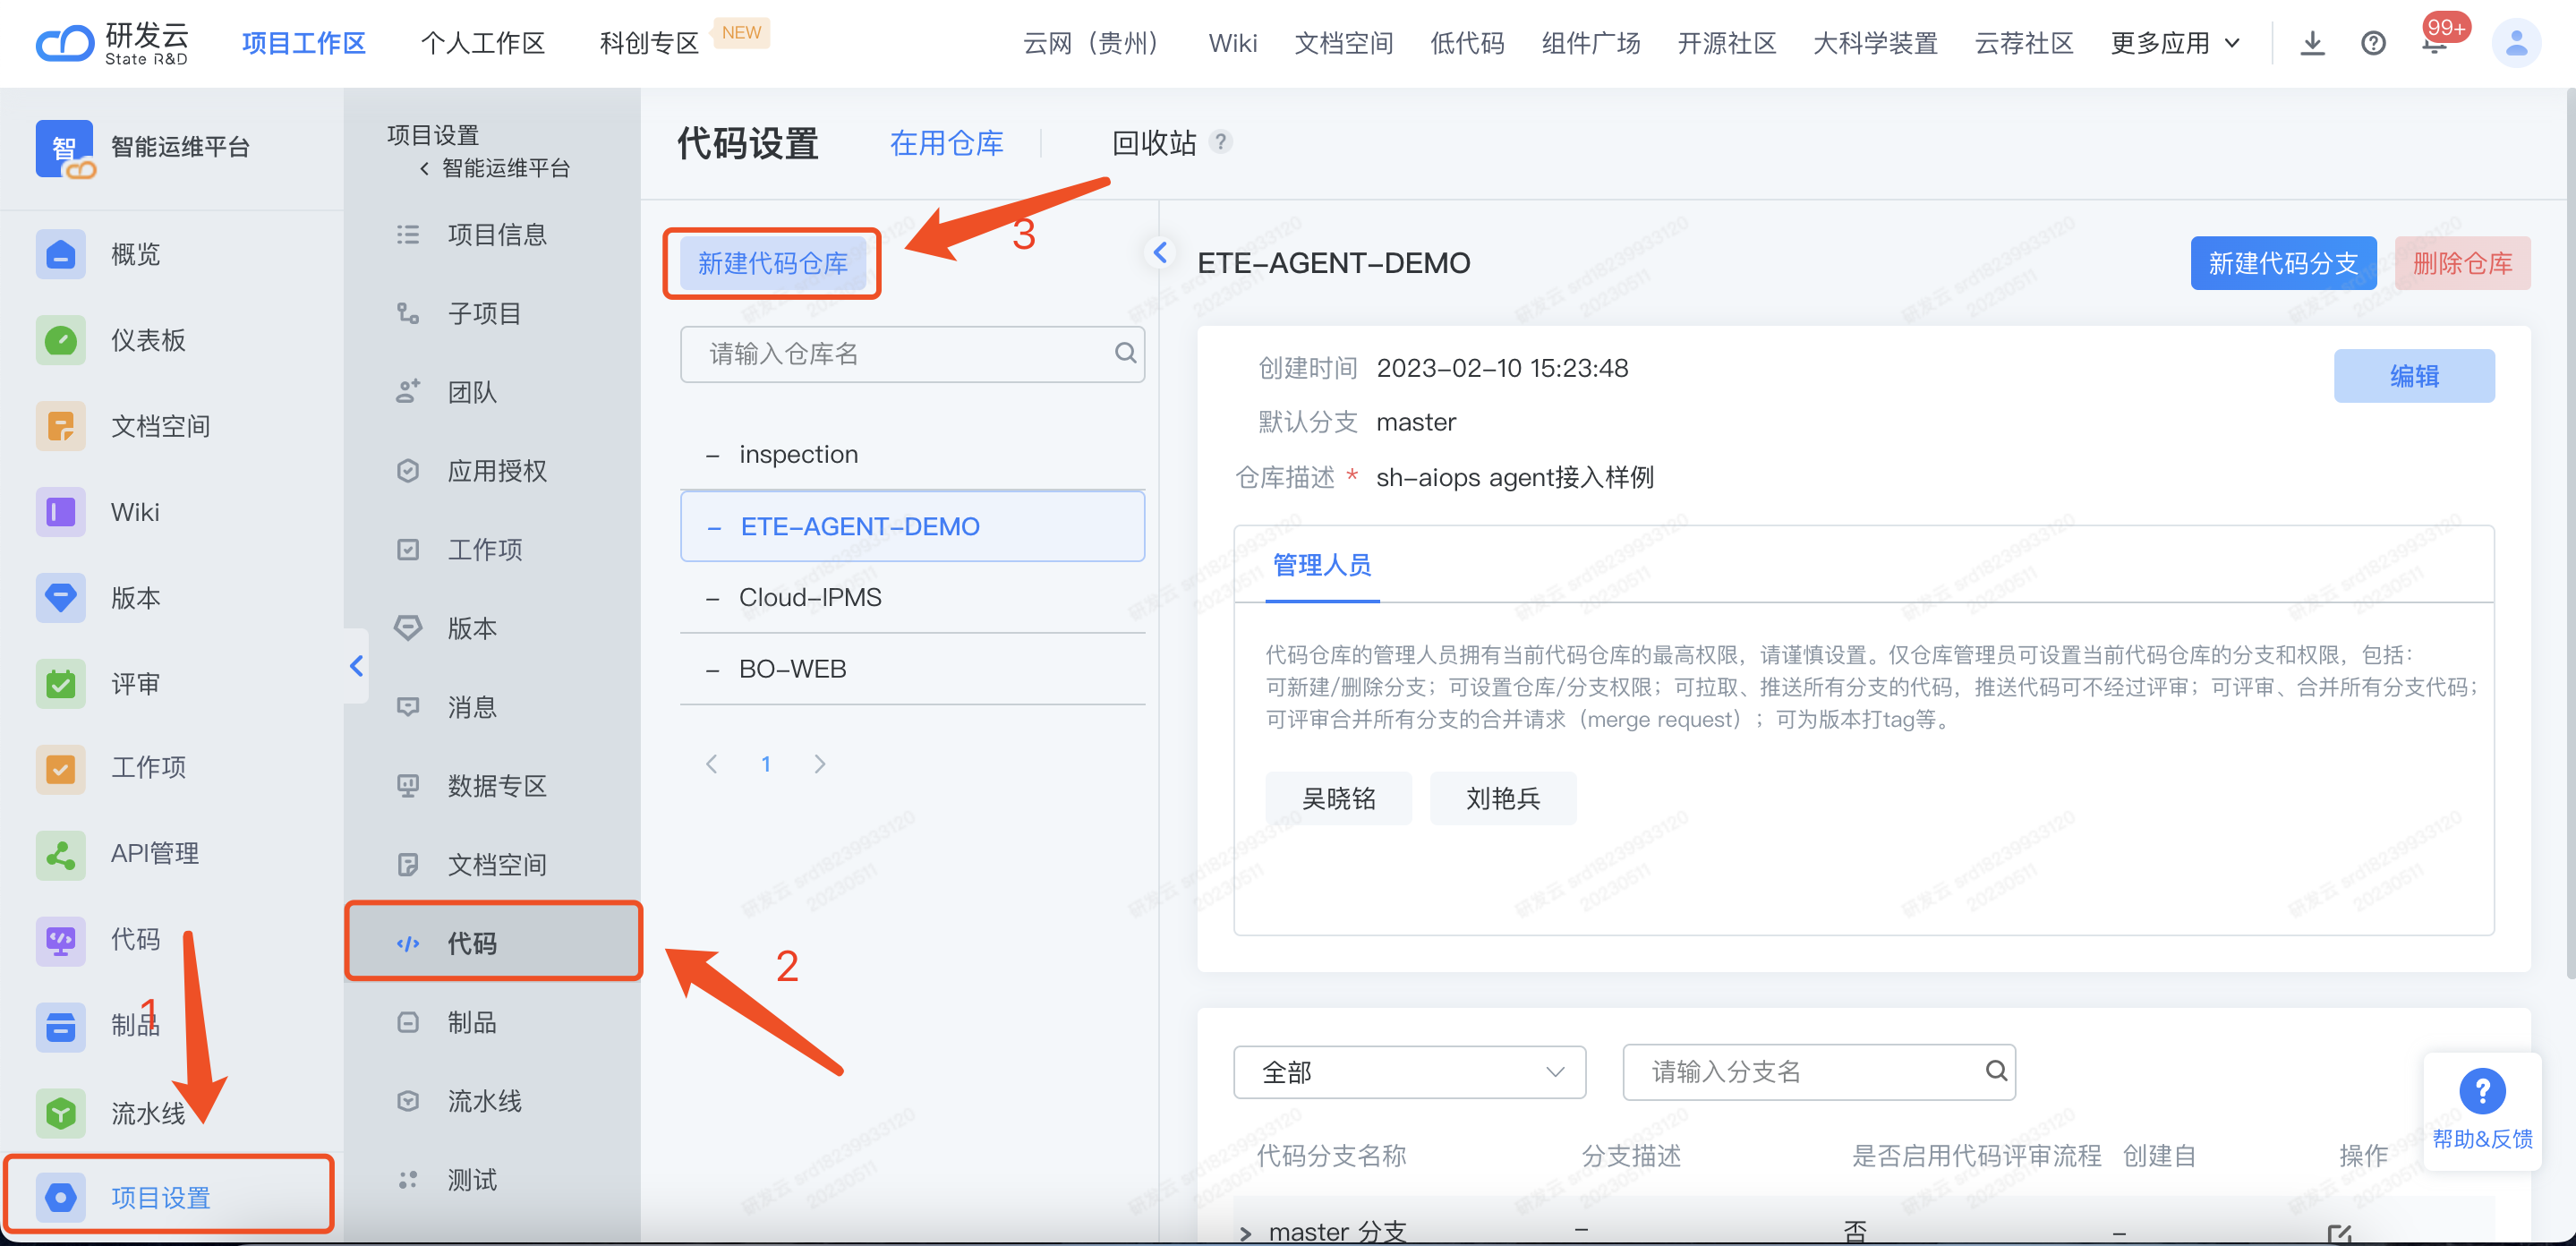 研发云
State R&D
项目工作区
个人工作区
科创专区
NEW
云网（贵州）
Wiki
文档空间
低代码
组件广场
开源社区
大科学装置
云荐社区
更多应用
99+
智
智能运维平台
概览
仪表板
文档空间
Wiki
版本
评审
工作项
API管理
代码
制品
流水线
项目设置
1
项目设置
智能运维平台
项目信息
子项目
团队
应用授权
工作项
版本
消息
数据专区
文档空间
代码
制品
流水线
测试
2
代码设置
在用仓库
回收站
新建代码仓库
3
请输入仓库名
– inspection
– ETE-AGENT-DEMO
– Cloud-IPMS
– BO-WEB
1
ETE-AGENT-DEMO
新建代码分支
删除仓库
创建时间 2023-02-10 15:23:48
编辑
默认分支 master
仓库描述 * sh-aiops agent接入样例
管理人员
代码仓库的管理人员拥有当前代码仓库的最高权限，请谨慎设置。仅仓库管理员可设置当前代码仓库的分支和权限，包括：
可新建/删除分支；可设置仓库/分支权限；可拉取、推送所有分支的代码，推送代码可不经过评审；可评审、合并所有分支代码；
可评审合并所有分支的合并请求（merge request）；可为版本打tag等。
吴晓铭
刘艳兵
全部
请输入分支名
代码分支名称 分支描述 是否启用代码评审流程 创建自 操作
master 分支 – 否 –
帮助&反馈
研发云 srd18239933120
20230511